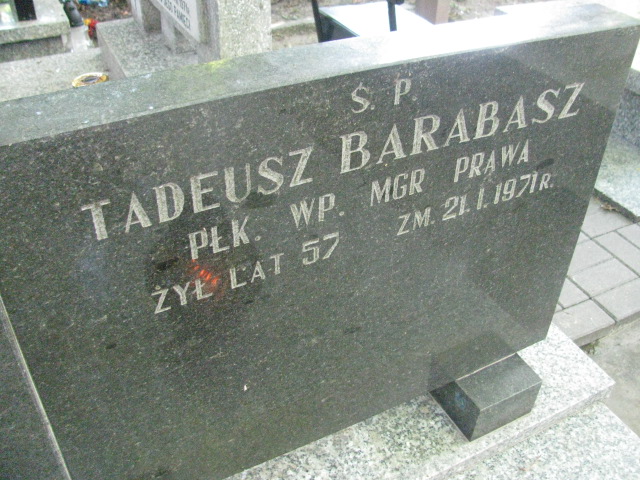 Ś. P.
TADEUSZ BARABASZ
PŁK. WP. MGR PRAWA
ŻYŁ LAT 57 ZM. 21. I. 1971 R.